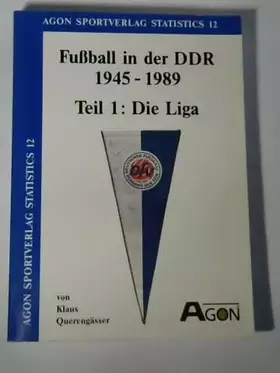 AGON SPORTVERLAG STATISTICS 12
Fußball in der DDR
1945 - 1989
Teil 1: Die Liga
AGON SPORTVERLAG STATISTICS 12
DFV
von
Klaus
Querengässer
AGON